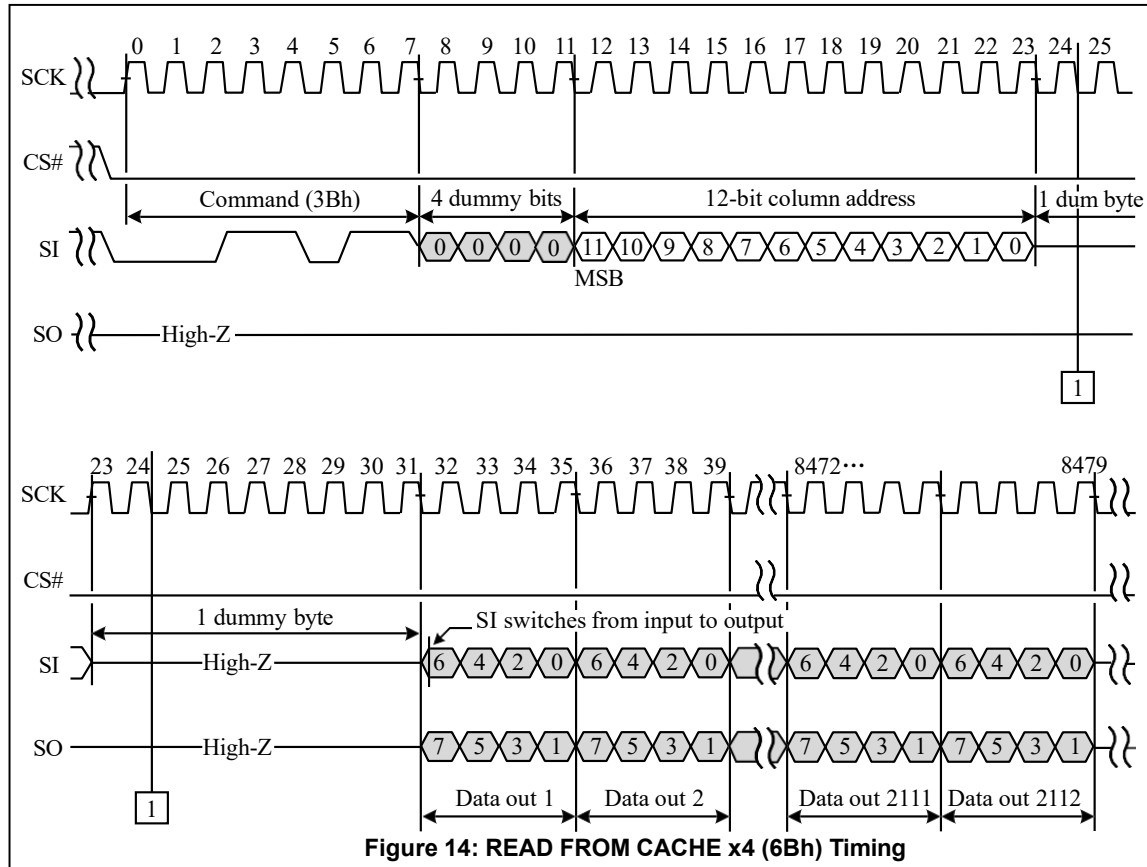 0 1 2 3 4 5 6 7 8 9 10 11 12 13 14 15 16 17 18 19 20 21 22 23 24 25
SCK
CS#
Command (3Bh) 4 dummy bits 12-bit column address 1 dum byte
SI 0 0 0 0 11 10 9 8 7 6 5 4 3 2 1 0
MSB
SO High-Z
1
23 24 25 26 27 28 29 30 31 32 33 34 35 36 37 38 39 8472… 8479
SCK
CS#
1 dummy byte SI switches from input to output
SI High-Z 6 4 2 0 6 4 2 0 6 4 2 0 6 4 2 0
SO High-Z 7 5 3 1 7 5 3 1 7 5 3 1 7 5 3 1
1 Data out 1 Data out 2 Data out 2111 Data out 2112
Figure 14: READ FROM CACHE x4 (6Bh) Timing